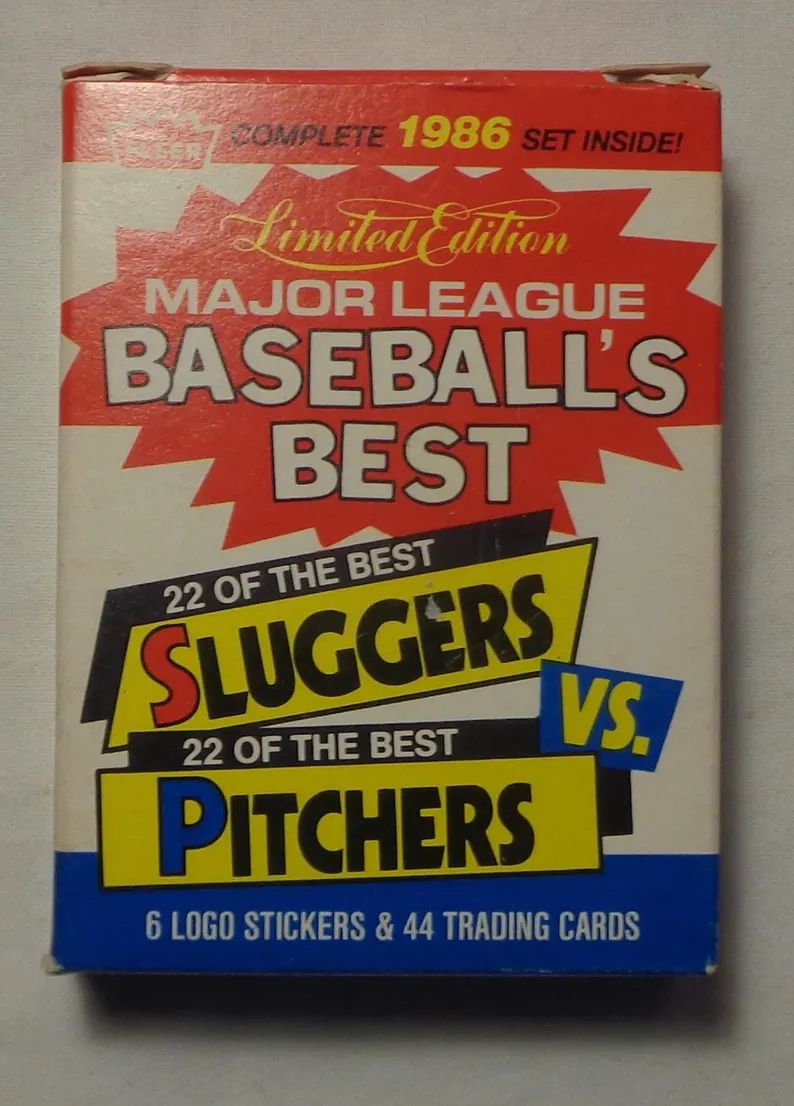 FLEER
COMPLETE 1986 SET INSIDE!
Limited Edition
MAJOR LEAGUE
BASEBALL'S
BEST
22 OF THE BEST
SLUGGERS
VS.
22 OF THE BEST
PITCHERS
6 LOGO STICKERS & 44 TRADING CARDS